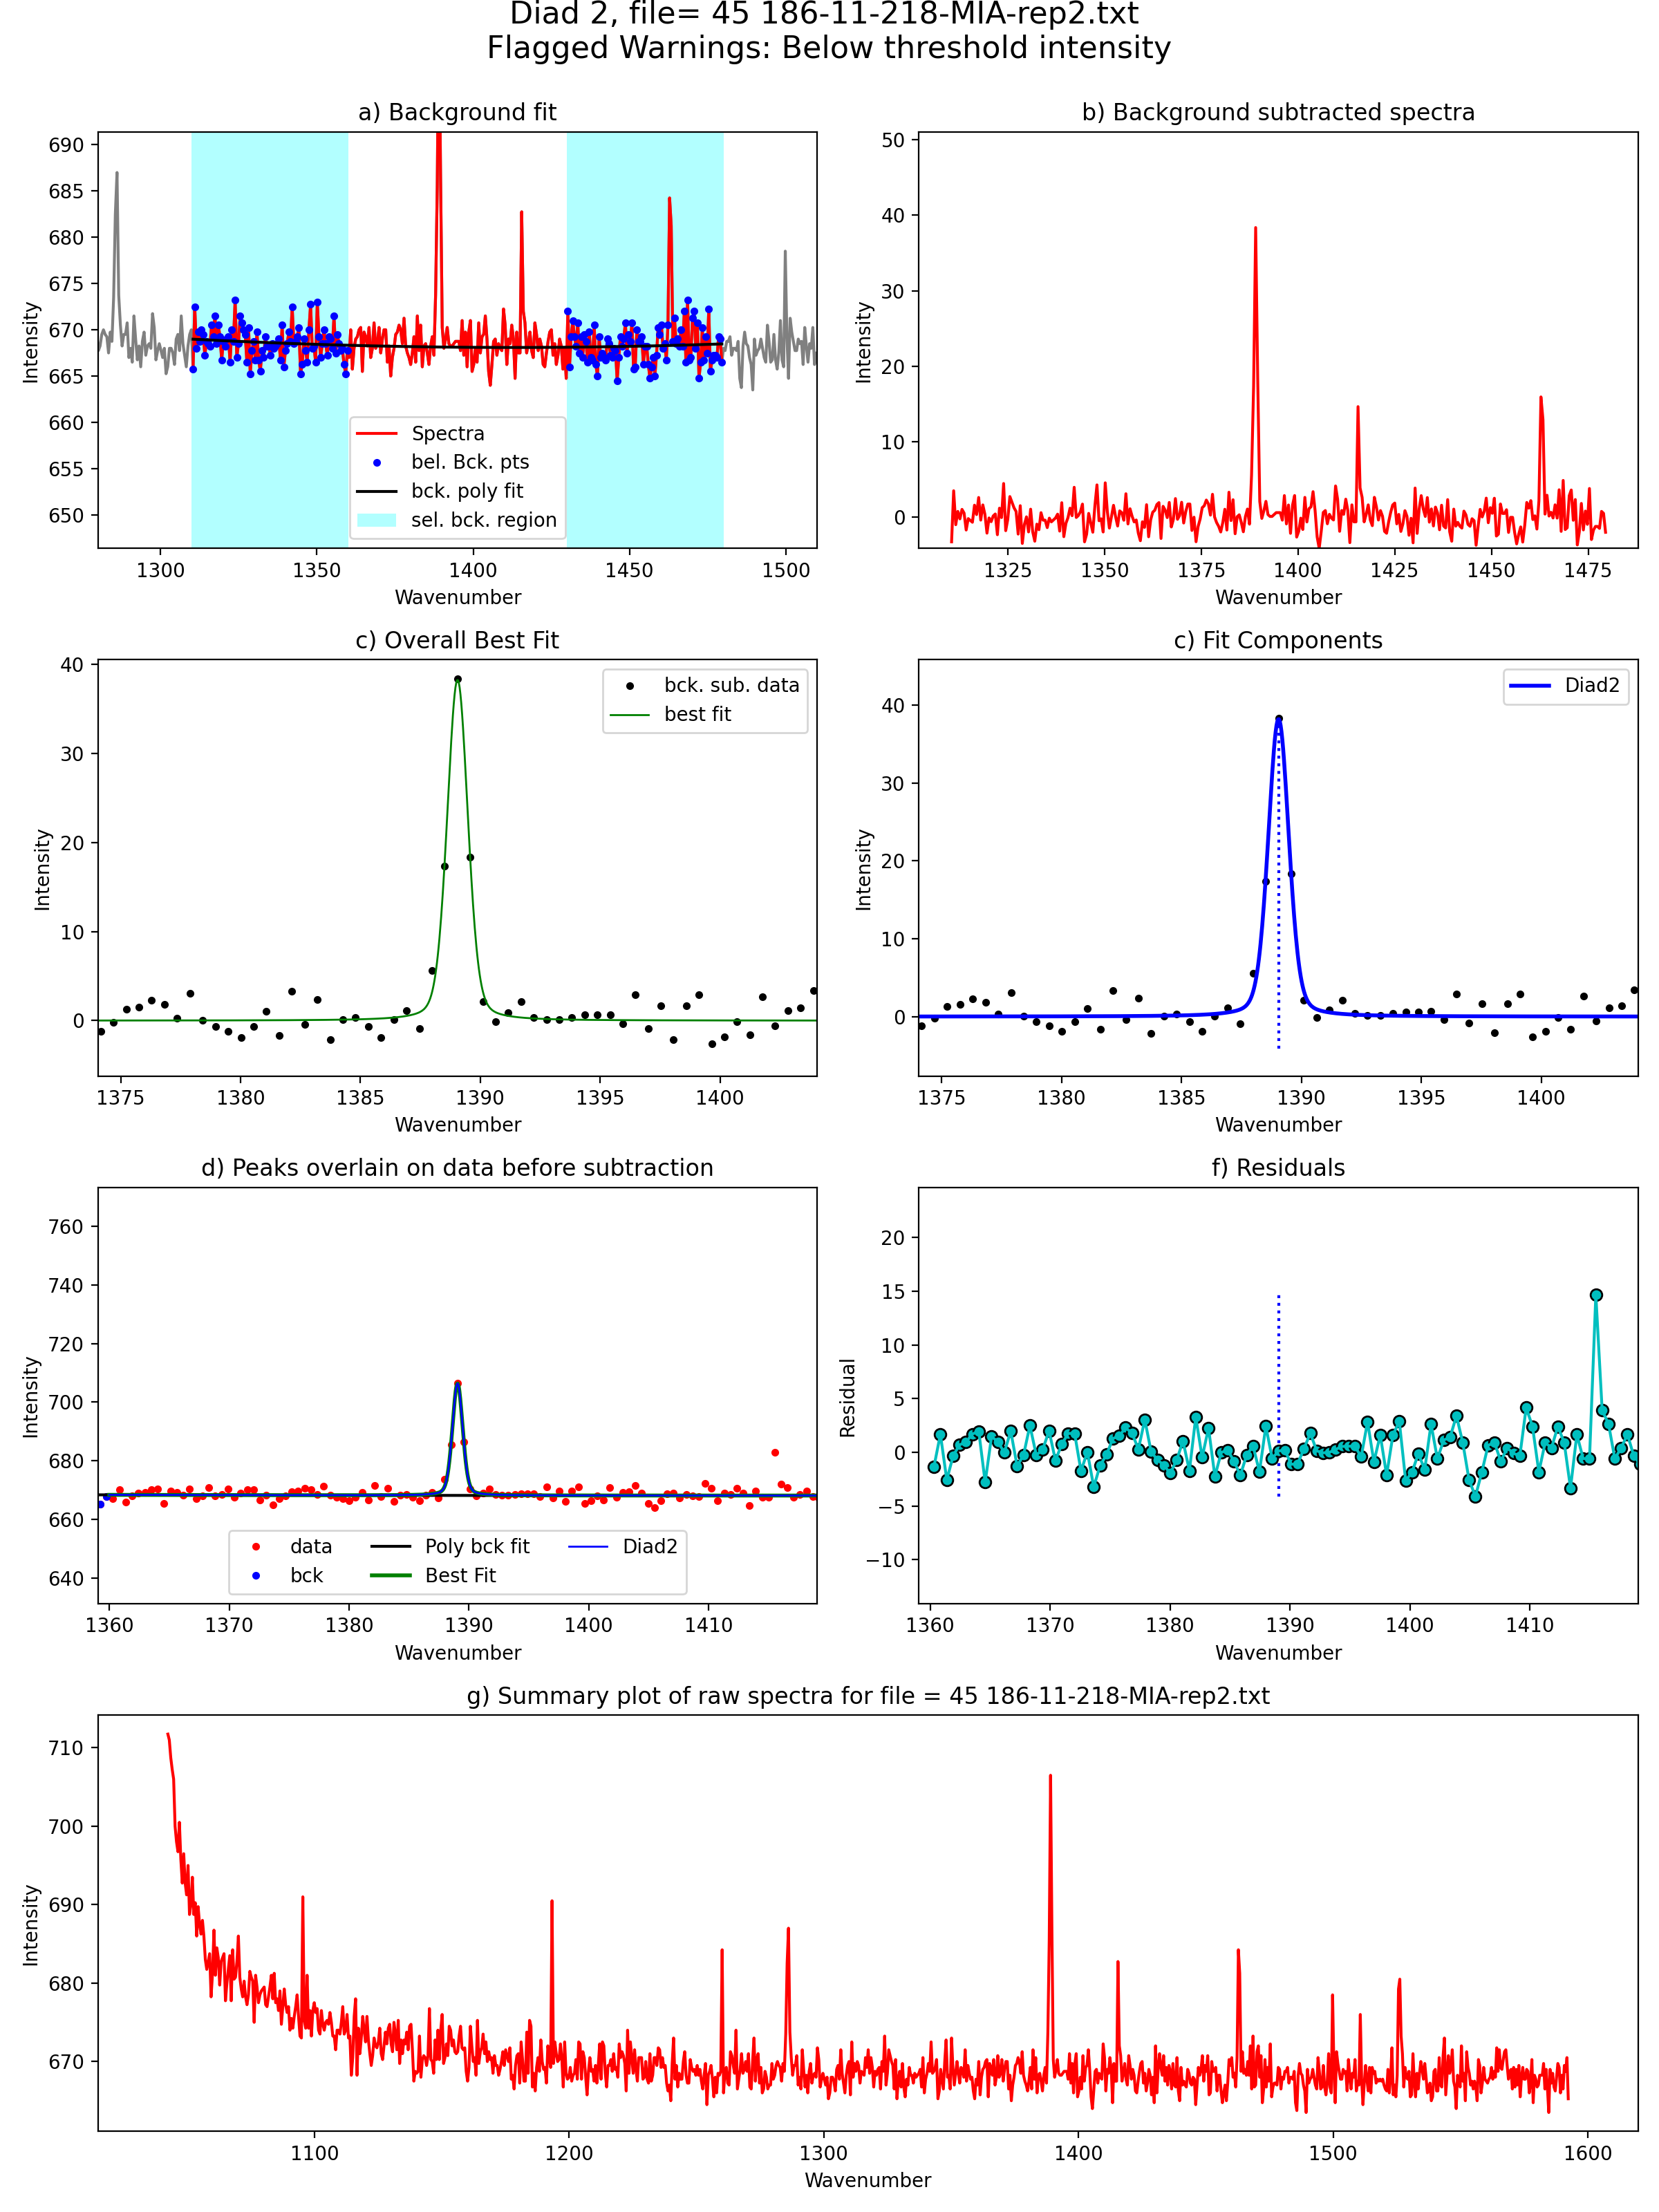 Diad 2, file= 45 186-11-218-MIA-rep2.txt
Flagged Warnings: Below threshold intensity
a) Background fit
690
685
680
675
670
665
660
655
650
Intensity
Spectra
bel. Bck. pts
bck. poly fit
sel. bck. region
1300 1350 1400 1450 1500
Wavenumber
b) Background subtracted spectra
50
40
30
20
10
0
Intensity
1325 1350 1375 1400 1425 1450 1475
Wavenumber
c) Overall Best Fit
40
30
20
10
0
Intensity
bck. sub. data
best fit
1375 1380 1385 1390 1395 1400
Wavenumber
c) Fit Components
40
30
20
10
0
Intensity
Diad2
1375 1380 1385 1390 1395 1400
Wavenumber
d) Peaks overlain on data before subtraction
760
740
720
700
680
660
640
Intensity
data Poly bck fit Diad2
bck Best Fit
1360 1370 1380 1390 1400 1410
Wavenumber
f) Residuals
20
15
10
5
0
−5
−10
Residual
1360 1370 1380 1390 1400 1410
Wavenumber
g) Summary plot of raw spectra for file = 45 186-11-218-MIA-rep2.txt
710
700
690
680
670
Intensity
1100 1200 1300 1400 1500 1600
Wavenumber